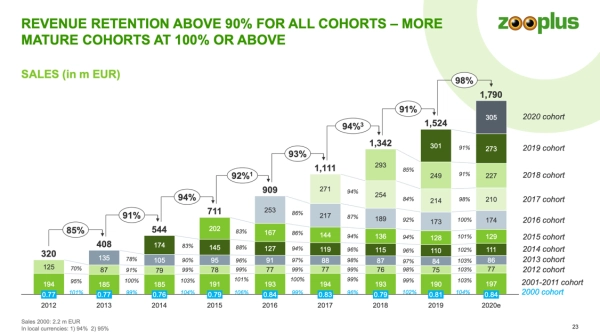 REVENUE RETENTION ABOVE 90% FOR ALL COHORTS – MORE
MATURE COHORTS AT 100% OR ABOVE
zooplus
SALES (in m EUR)
98%
1,790
91%
1,524
305
2020 cohort
94%³
1,342
301 91% 273
2019 cohort
93%
1,111
293 85% 249 91% 227
2018 cohort
92%¹
909
271 94% 254 84% 214 98% 210
2017 cohort
94%
711
253 86% 217 87% 189 92% 173 100% 174
2016 cohort
91%
544
202 83% 167 86% 144 94% 136 94% 128 101% 129
2015 cohort
85%
408
174 83% 145 88% 127 94% 119 96% 115 96% 110 102% 111
2014 cohort
320
135 78% 105 90% 95 96% 91 97% 88 98% 87 97% 84 103% 86
2013 cohort
125 70% 87 91% 79 99% 78 99% 77 99% 77 99% 76 98% 75 103% 77
2012 cohort
194 95% 185 100% 185 103% 190 101% 193 100% 194 99% 193 99% 190 103% 197
2001-2011 cohort
0.77 101% 0.77 99% 0.76 104% 0.79 0.84 99% 0.83 102% 0.81 104% 0.84
2000 cohort
2012 2013 2014 2015 2016 2017 2018 2019 2020e
Sales 2000: 2,2 m EUR
In local currencies: 1) 94% 2) 95%
23